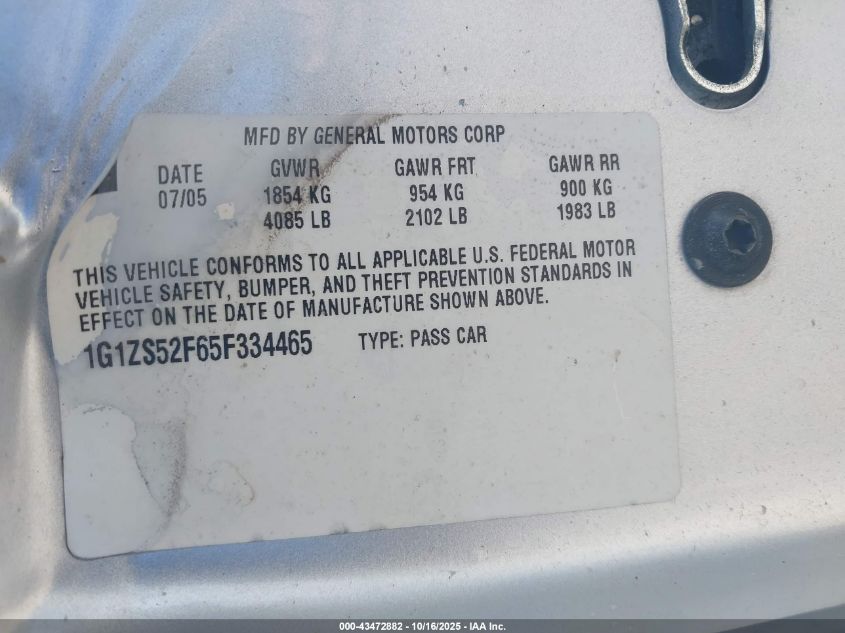 MFD BY GENERAL MOTORS CORP
DATE GVWR GAWR FRT GAWR RR
07/05 1854 KG 954 KG 900 KG
4085 LB 2102 LB 1983 LB
THIS VEHICLE CONFORMS TO ALL APPLICABLE U.S. FEDERAL MOTOR
VEHICLE SAFETY, BUMPER, AND THEFT PREVENTION STANDARDS IN
EFFECT ON THE DATE OF MANUFACTURE SHOWN ABOVE.
1G1ZS52F65F334465 TYPE: PASS CAR
000-43472882 - 10/16/2025 - IAA Inc.